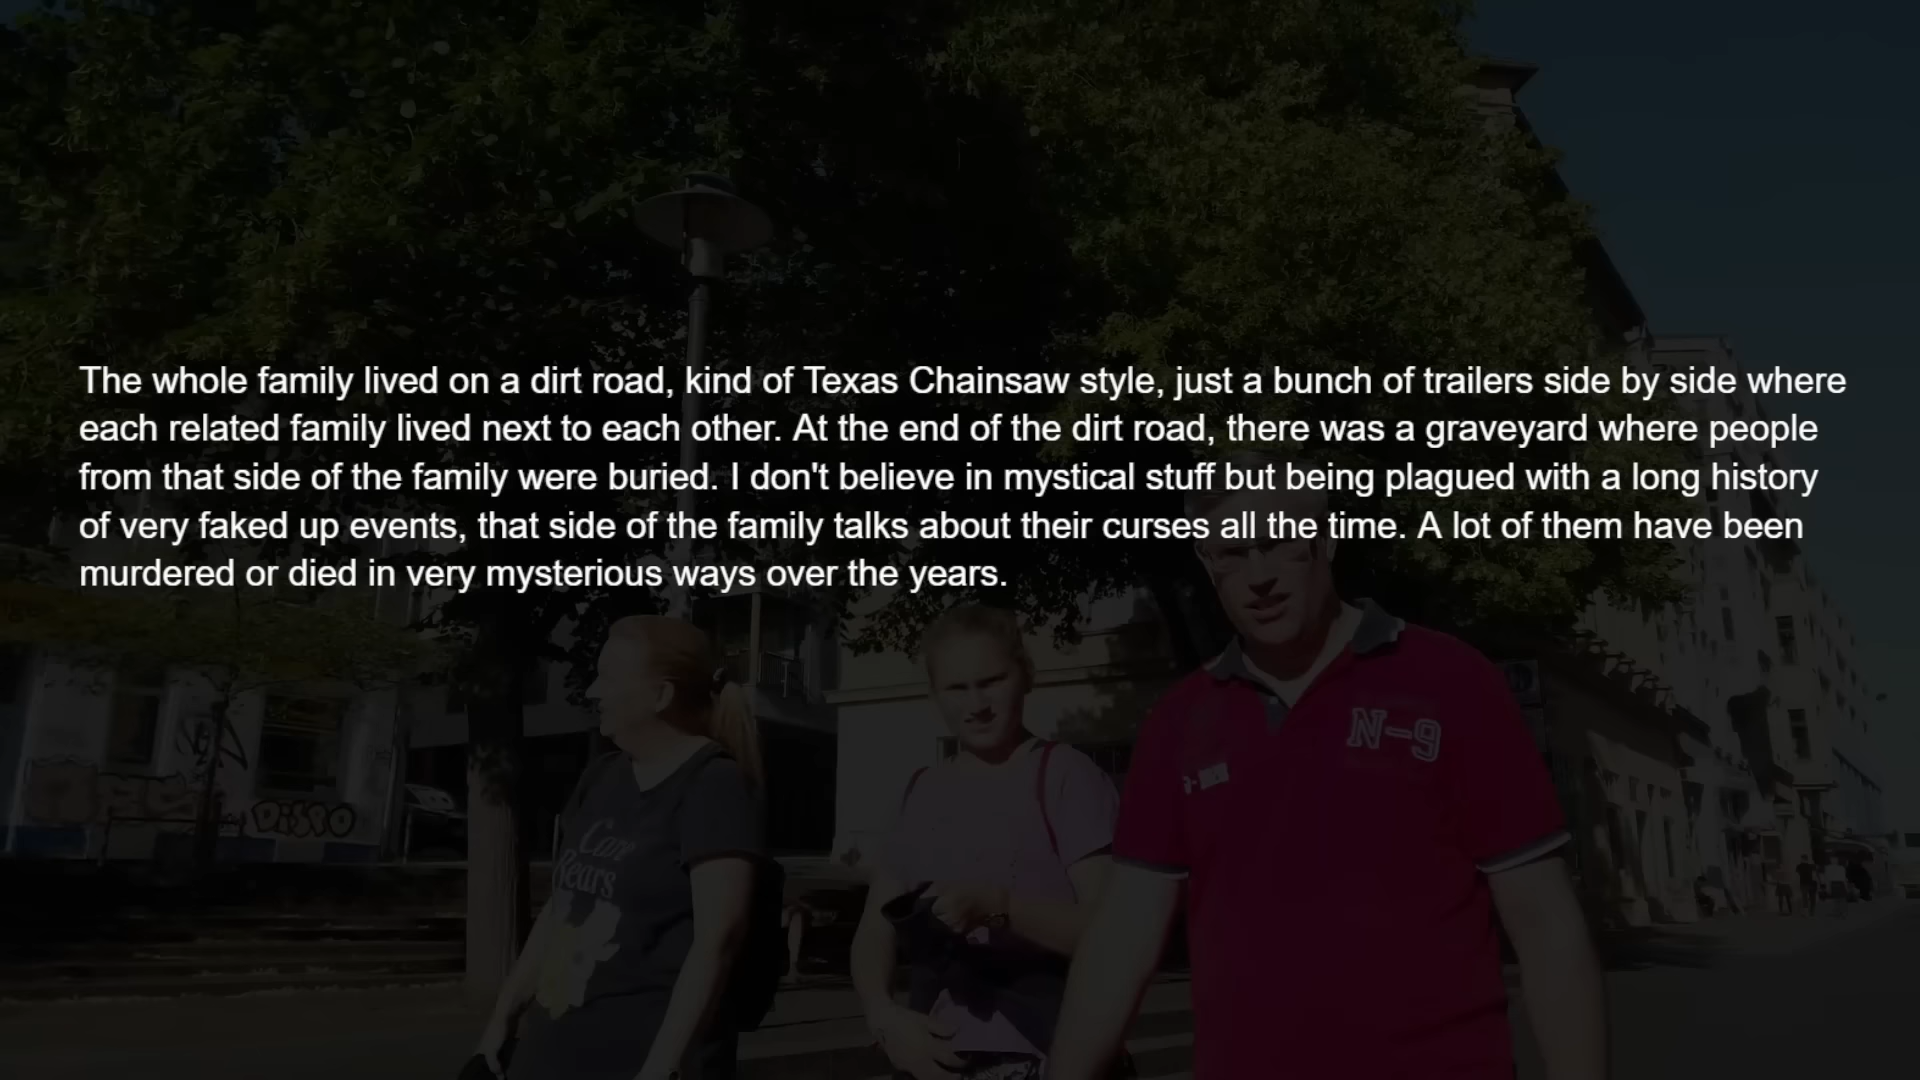 The whole family lived on a dirt road, kind of Texas Chainsaw style, just a bunch of trailers side by side where
each related family lived next to each other. At the end of the dirt road, there was a graveyard where people
from that side of the family were buried. I don't believe in mystical stuff but being plagued with a long history
of very faked up events, that side of the family talks about their curses all the time. A lot of them have been
murdered or died in very mysterious ways over the years.
N-9
DiSPO
Care
Bears